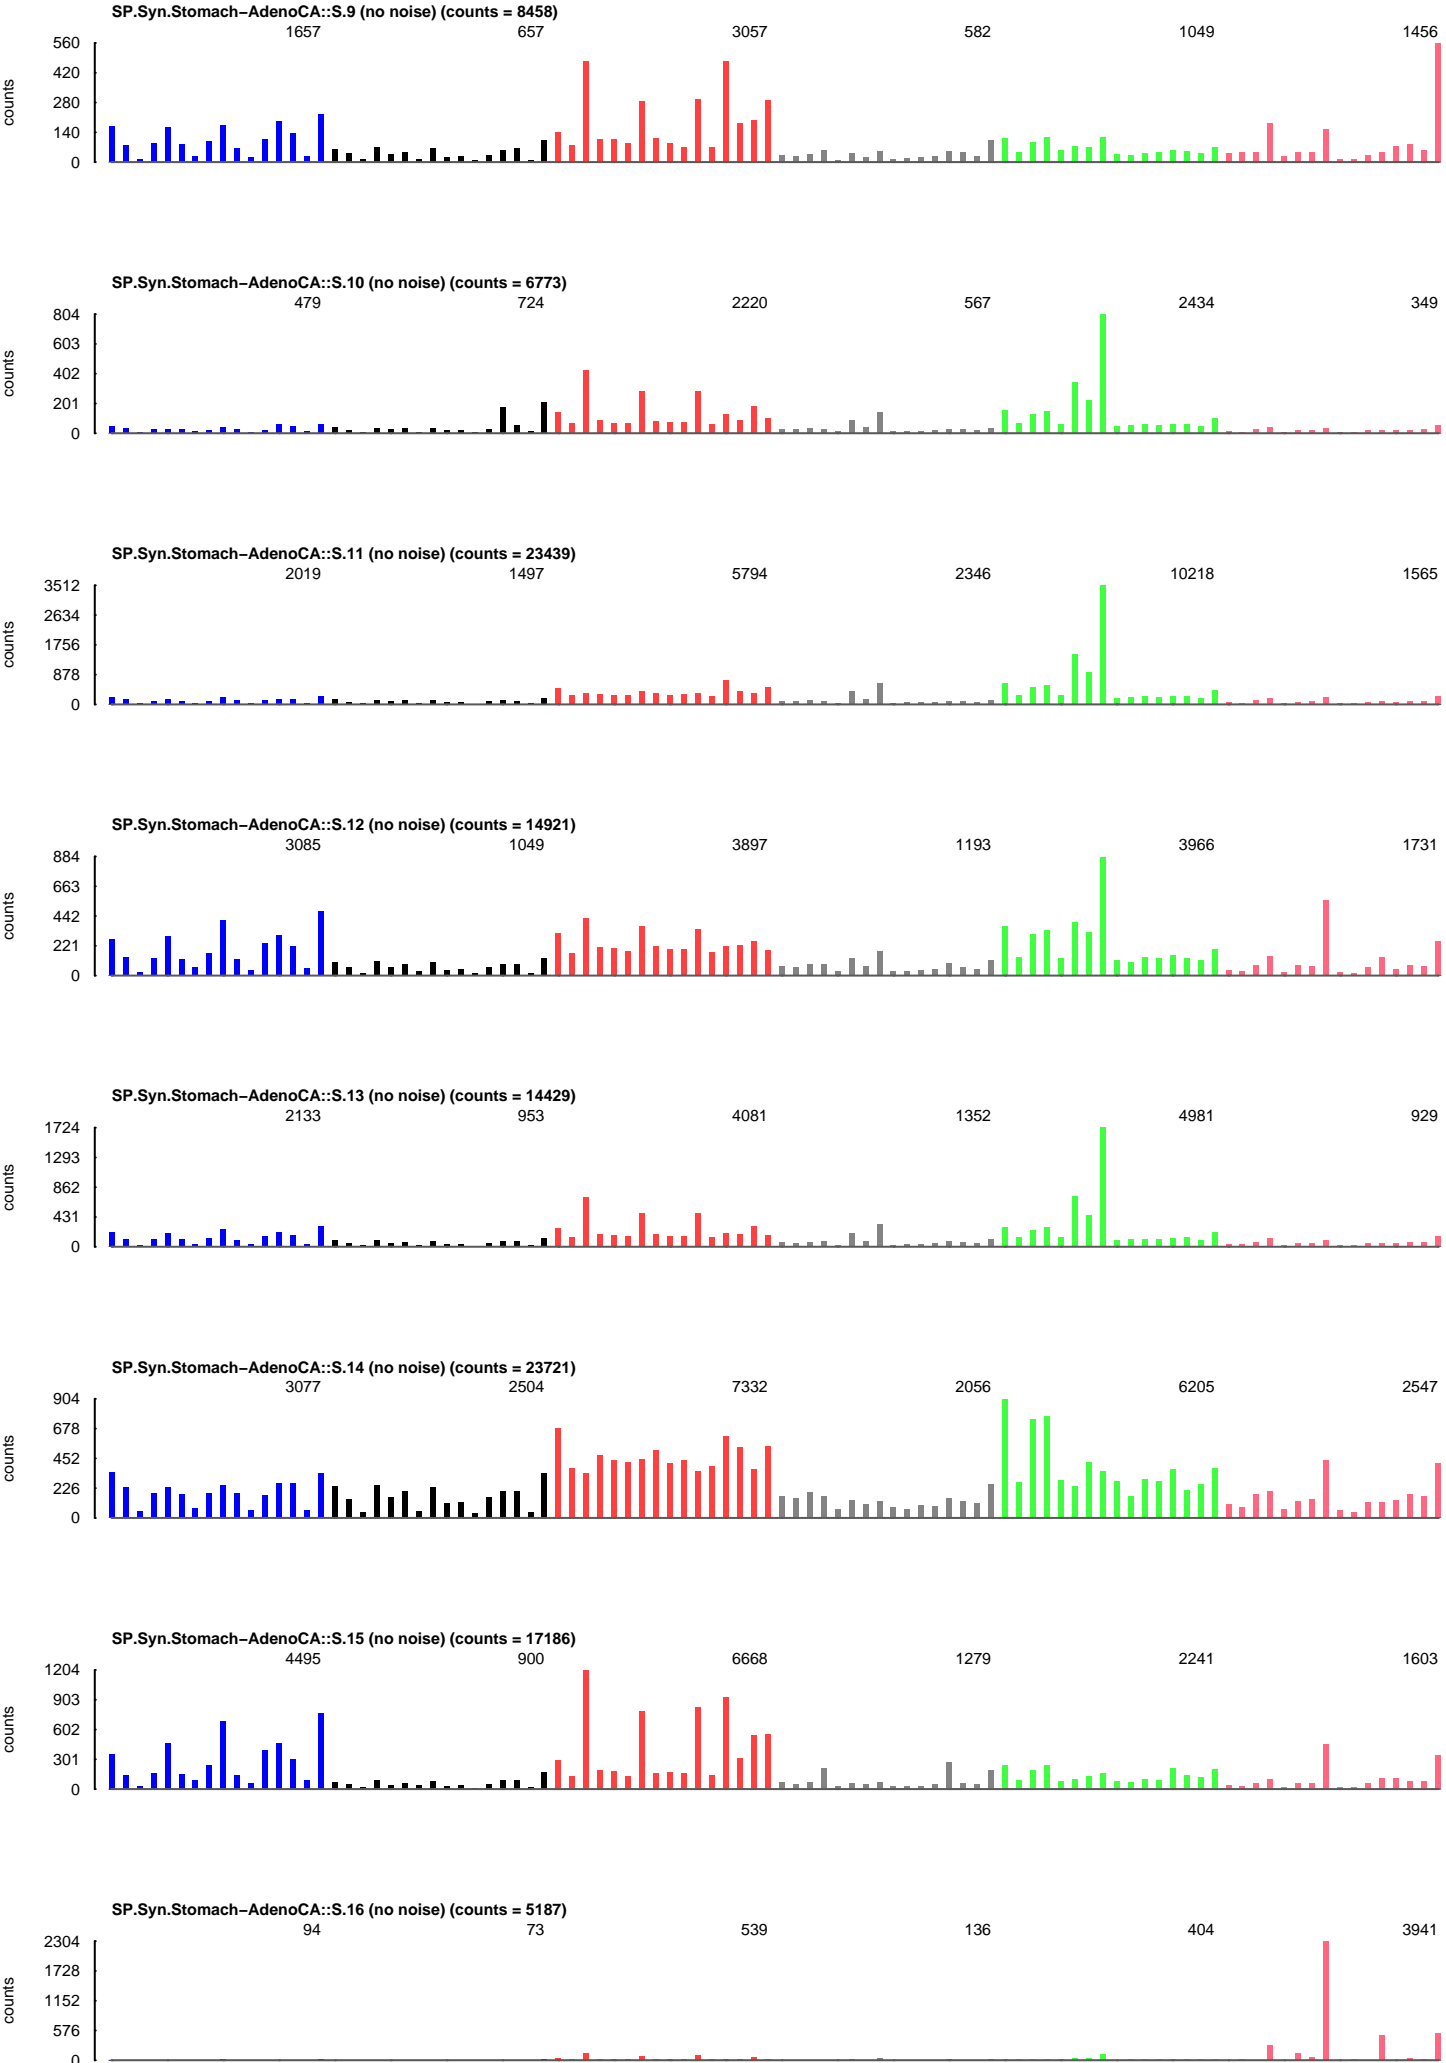 SP.Syn.Stomach−AdenoCA::S.9 (no noise) (counts = 8458)
1657 657 3057 582 1049 1456
560
420
280
140
0
counts
SP.Syn.Stomach−AdenoCA::S.10 (no noise) (counts = 6773)
479 724 2220 567 2434 349
804
603
402
201
0
counts
SP.Syn.Stomach−AdenoCA::S.11 (no noise) (counts = 23439)
2019 1497 5794 2346 10218 1565
3512
2634
1756
878
0
counts
SP.Syn.Stomach−AdenoCA::S.12 (no noise) (counts = 14921)
3085 1049 3897 1193 3966 1731
884
663
442
221
0
counts
SP.Syn.Stomach−AdenoCA::S.13 (no noise) (counts = 14429)
2133 953 4081 1352 4981 929
1724
1293
862
431
0
counts
SP.Syn.Stomach−AdenoCA::S.14 (no noise) (counts = 23721)
3077 2504 7332 2056 6205 2547
904
678
452
226
0
counts
SP.Syn.Stomach−AdenoCA::S.15 (no noise) (counts = 17186)
4495 900 6668 1279 2241 1603
1204
903
602
301
0
counts
SP.Syn.Stomach−AdenoCA::S.16 (no noise) (counts = 5187)
94 73 539 136 404 3941
2304
1728
1152
576
0
counts